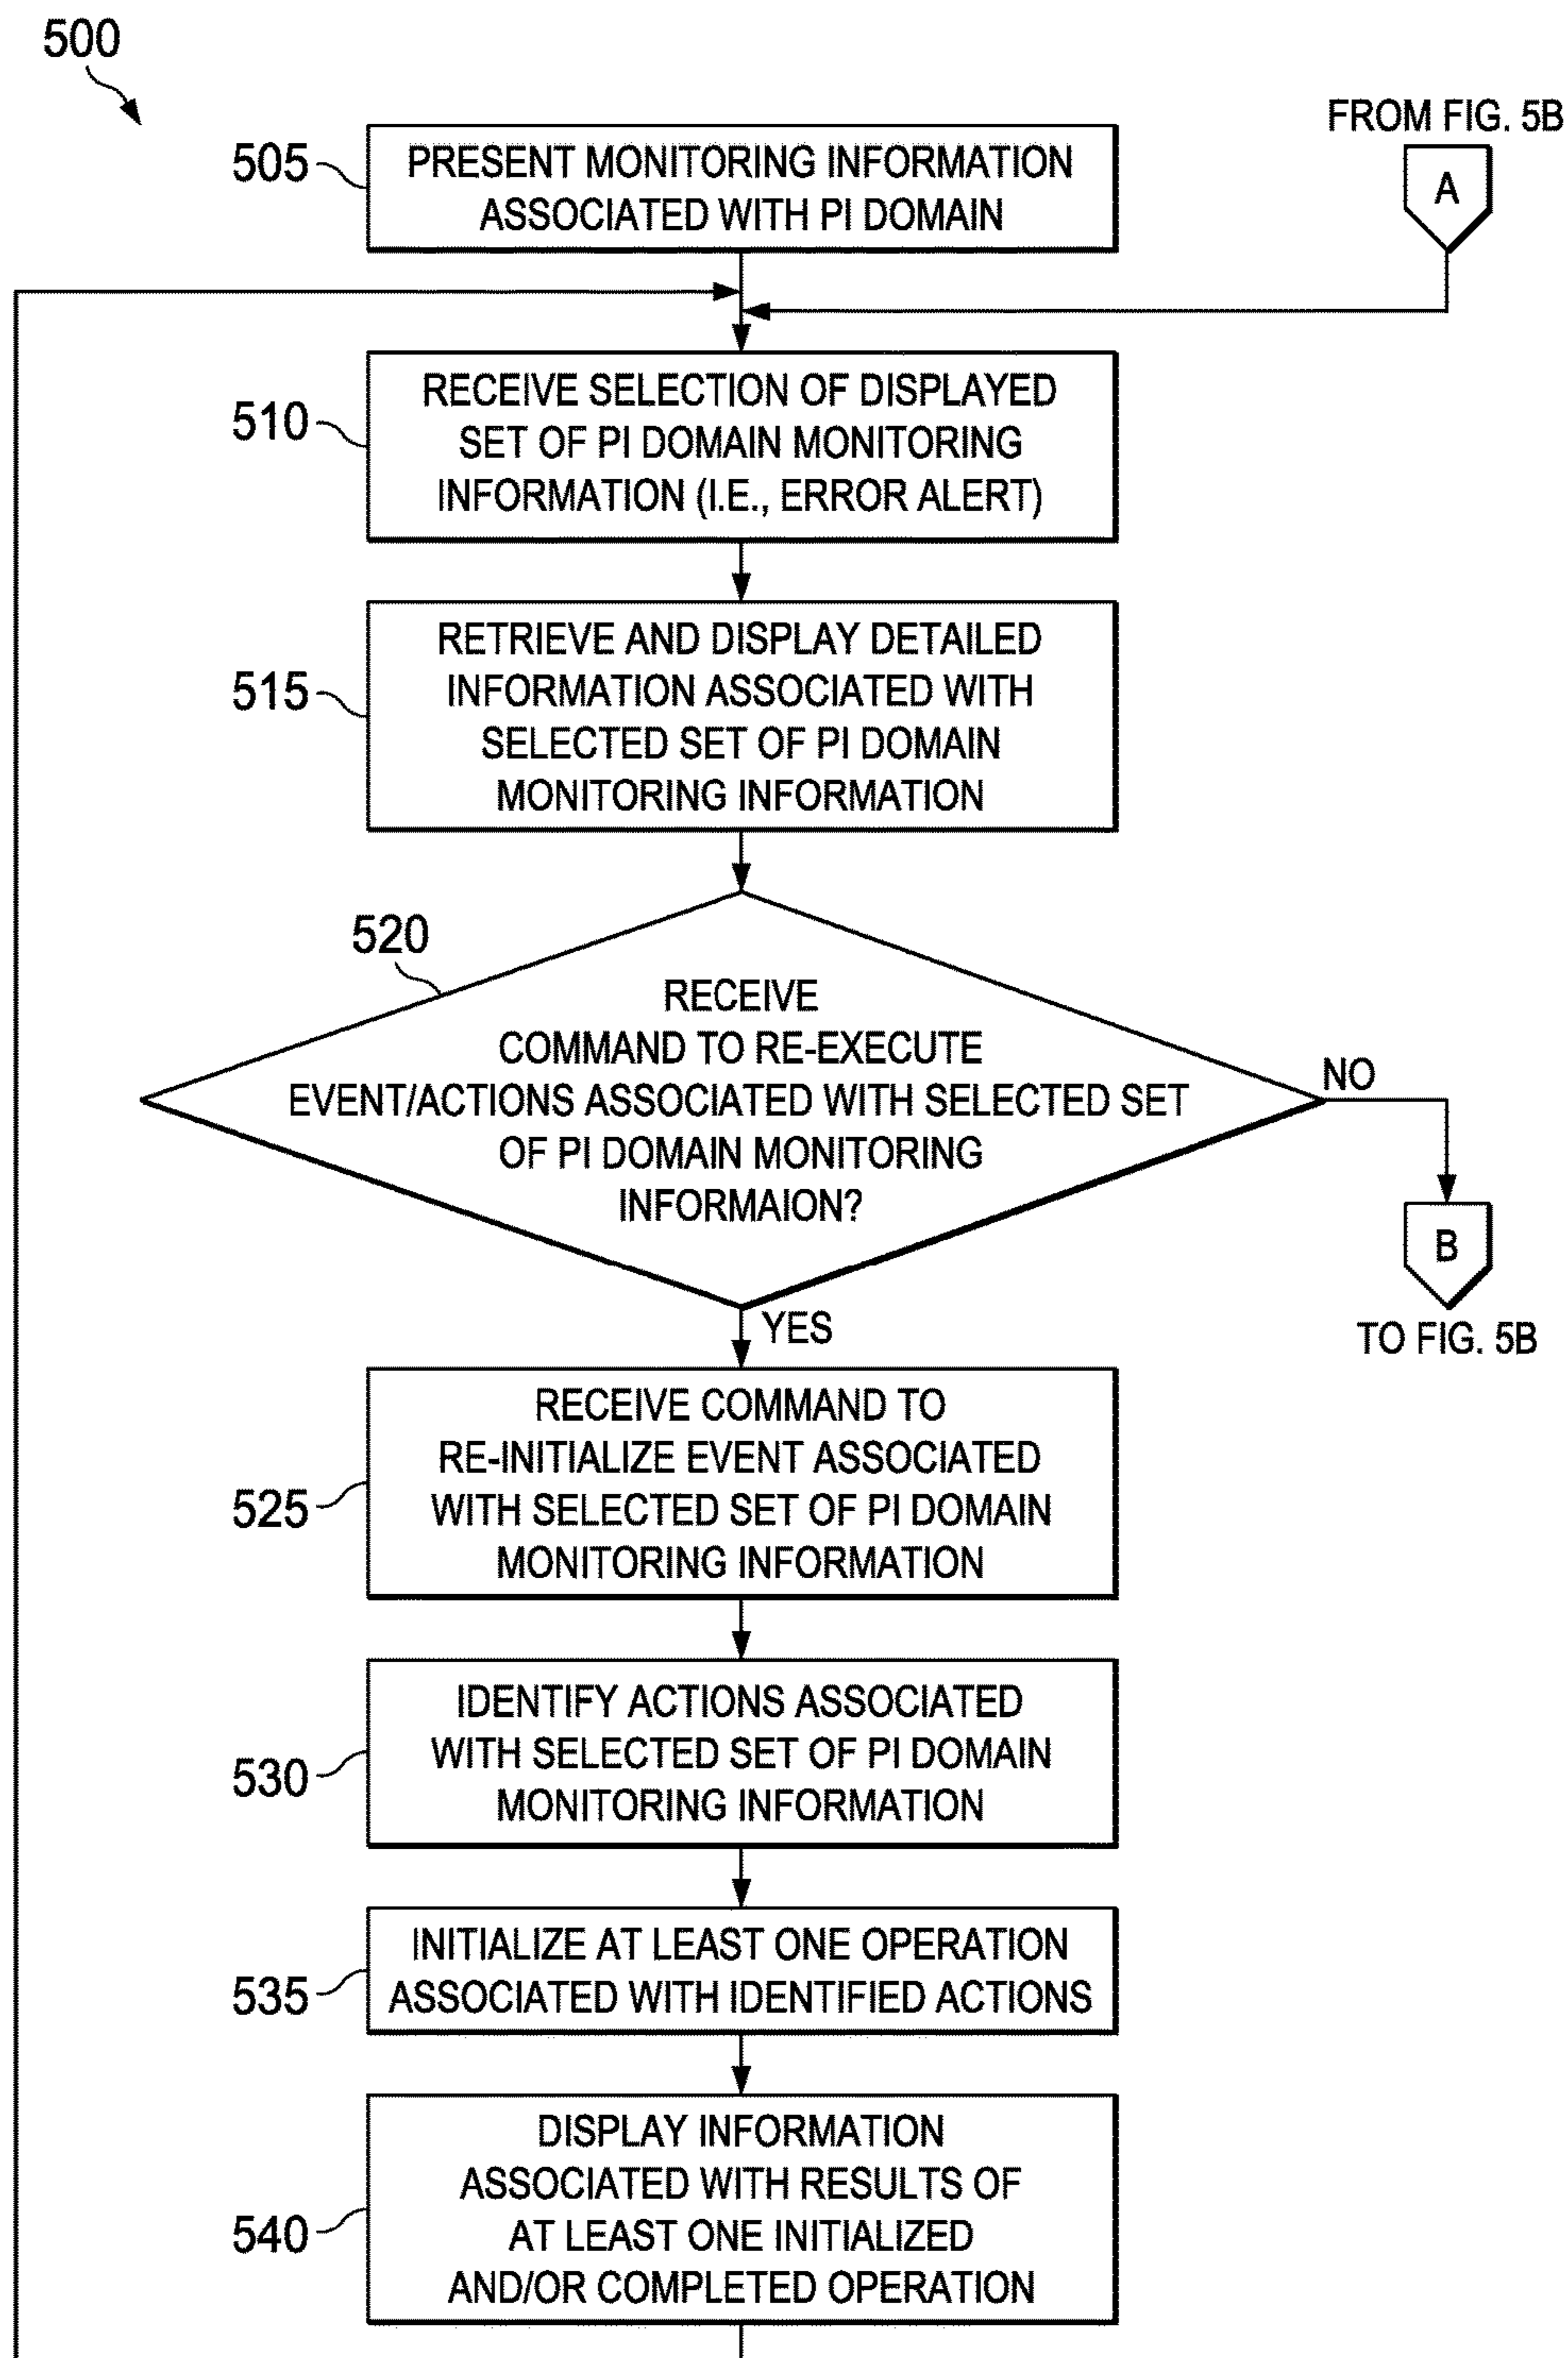 500
505
PRESENT MONITORING INFORMATION
ASSOCIATED WITH PI DOMAIN
FROM FIG. 5B
A
510
RECEIVE SELECTION OF DISPLAYED
SET OF PI DOMAIN MONITORING
INFORMATION (I.E., ERROR ALERT)
515
RETRIEVE AND DISPLAY DETAILED
INFORMATION ASSOCIATED WITH
SELECTED SET OF PI DOMAIN
MONITORING INFORMATION
520
RECEIVE
COMMAND TO RE-EXECUTE
EVENT/ACTIONS ASSOCIATED WITH SELECTED SET
OF PI DOMAIN MONITORING
INFORMAION?
NO
B
TO FIG. 5B
YES
525
RECEIVE COMMAND TO
RE-INITIALIZE EVENT ASSOCIATED
WITH SELECTED SET OF PI DOMAIN
MONITORING INFORMATION
530
IDENTIFY ACTIONS ASSOCIATED
WITH SELECTED SET OF PI DOMAIN
MONITORING INFORMATION
535
INITIALIZE AT LEAST ONE OPERATION
ASSOCIATED WITH IDENTIFIED ACTIONS
540
DISPLAY INFORMATION
ASSOCIATED WITH RESULTS OF
AT LEAST ONE INITIALIZED
AND/OR COMPLETED OPERATION